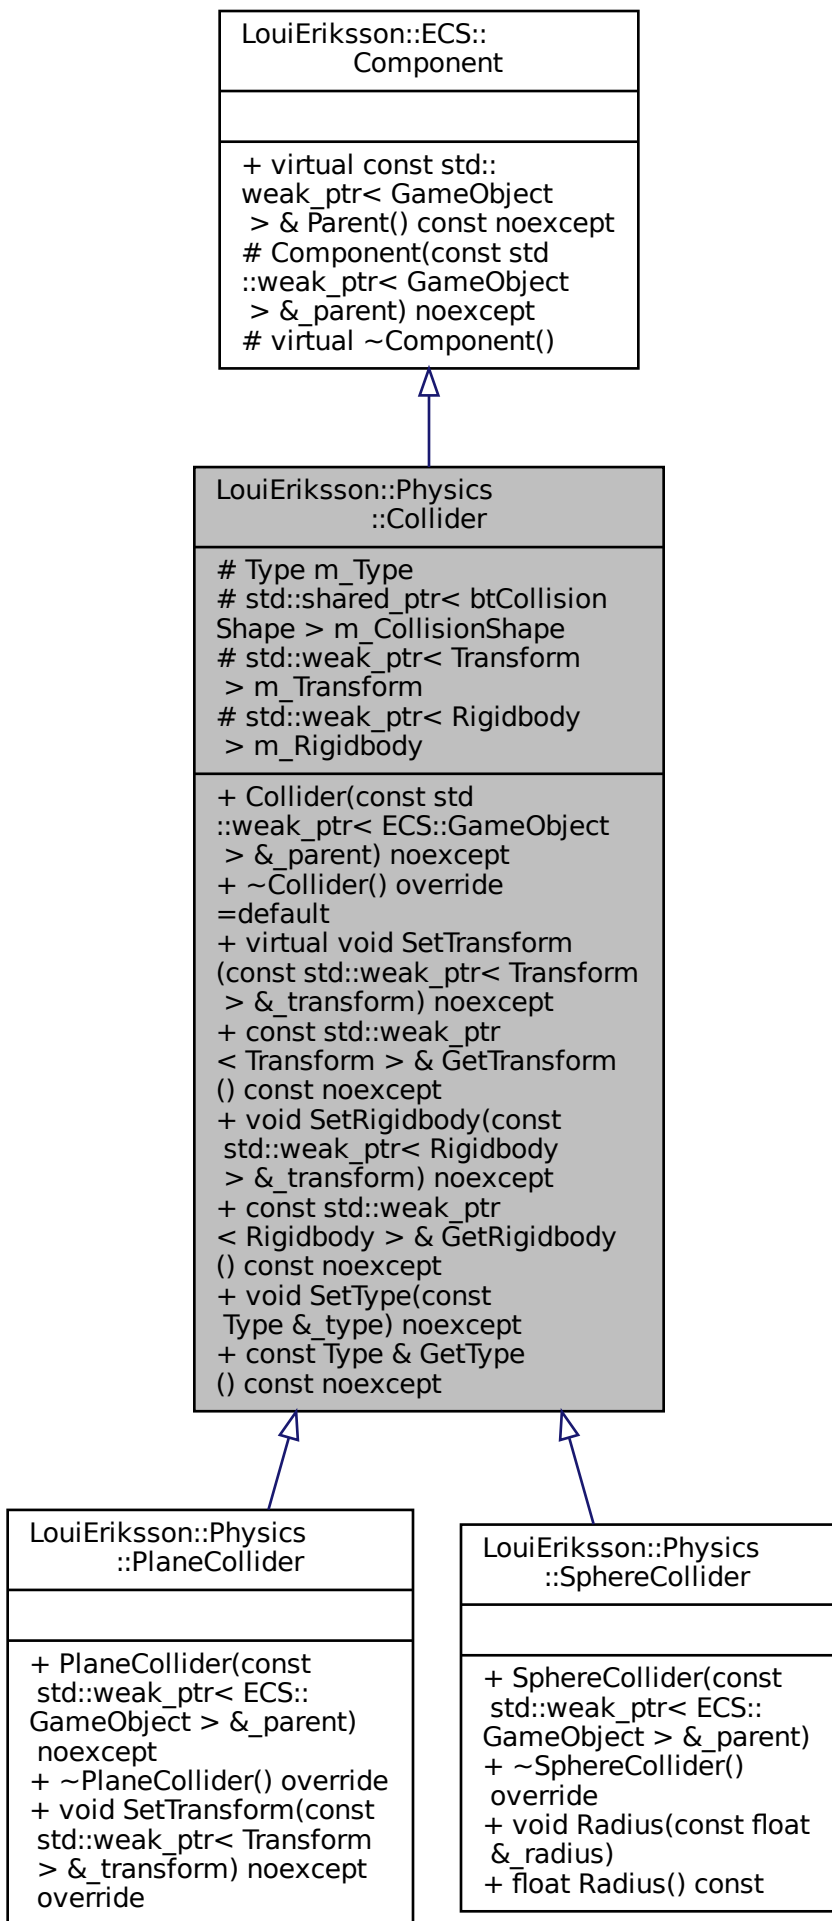 LouiEriksson::ECS::
Component
+ virtual const std::
weak_ptr< GameObject
> & Parent() const noexcept
# Component(const std
::weak_ptr< GameObject
> &_parent) noexcept
# virtual ~Component()
LouiEriksson::Physics
::Collider
# Type m_Type
# std::shared_ptr< btCollision
Shape > m_CollisionShape
# std::weak_ptr< Transform
> m_Transform
# std::weak_ptr< Rigidbody
> m_Rigidbody
+ Collider(const std
::weak_ptr< ECS::GameObject
> &_parent) noexcept
+ ~Collider() override
=default
+ virtual void SetTransform
(const std::weak_ptr< Transform
> &_transform) noexcept
+ const std::weak_ptr
< Transform > & GetTransform
() const noexcept
+ void SetRigidbody(const
std::weak_ptr< Rigidbody
> &_transform) noexcept
+ const std::weak_ptr
< Rigidbody > & GetRigidbody
() const noexcept
+ void SetType(const
Type &_type) noexcept
+ const Type & GetType
() const noexcept
LouiEriksson::Physics
::PlaneCollider
+ PlaneCollider(const
std::weak_ptr< ECS::
GameObject > &_parent)
noexcept
+ ~PlaneCollider() override
+ void SetTransform(const
std::weak_ptr< Transform
> &_transform) noexcept
override
LouiEriksson::Physics
::SphereCollider
+ SphereCollider(const
std::weak_ptr< ECS::
GameObject > &_parent)
+ ~SphereCollider()
override
+ void Radius(const float
&_radius)
+ float Radius() const